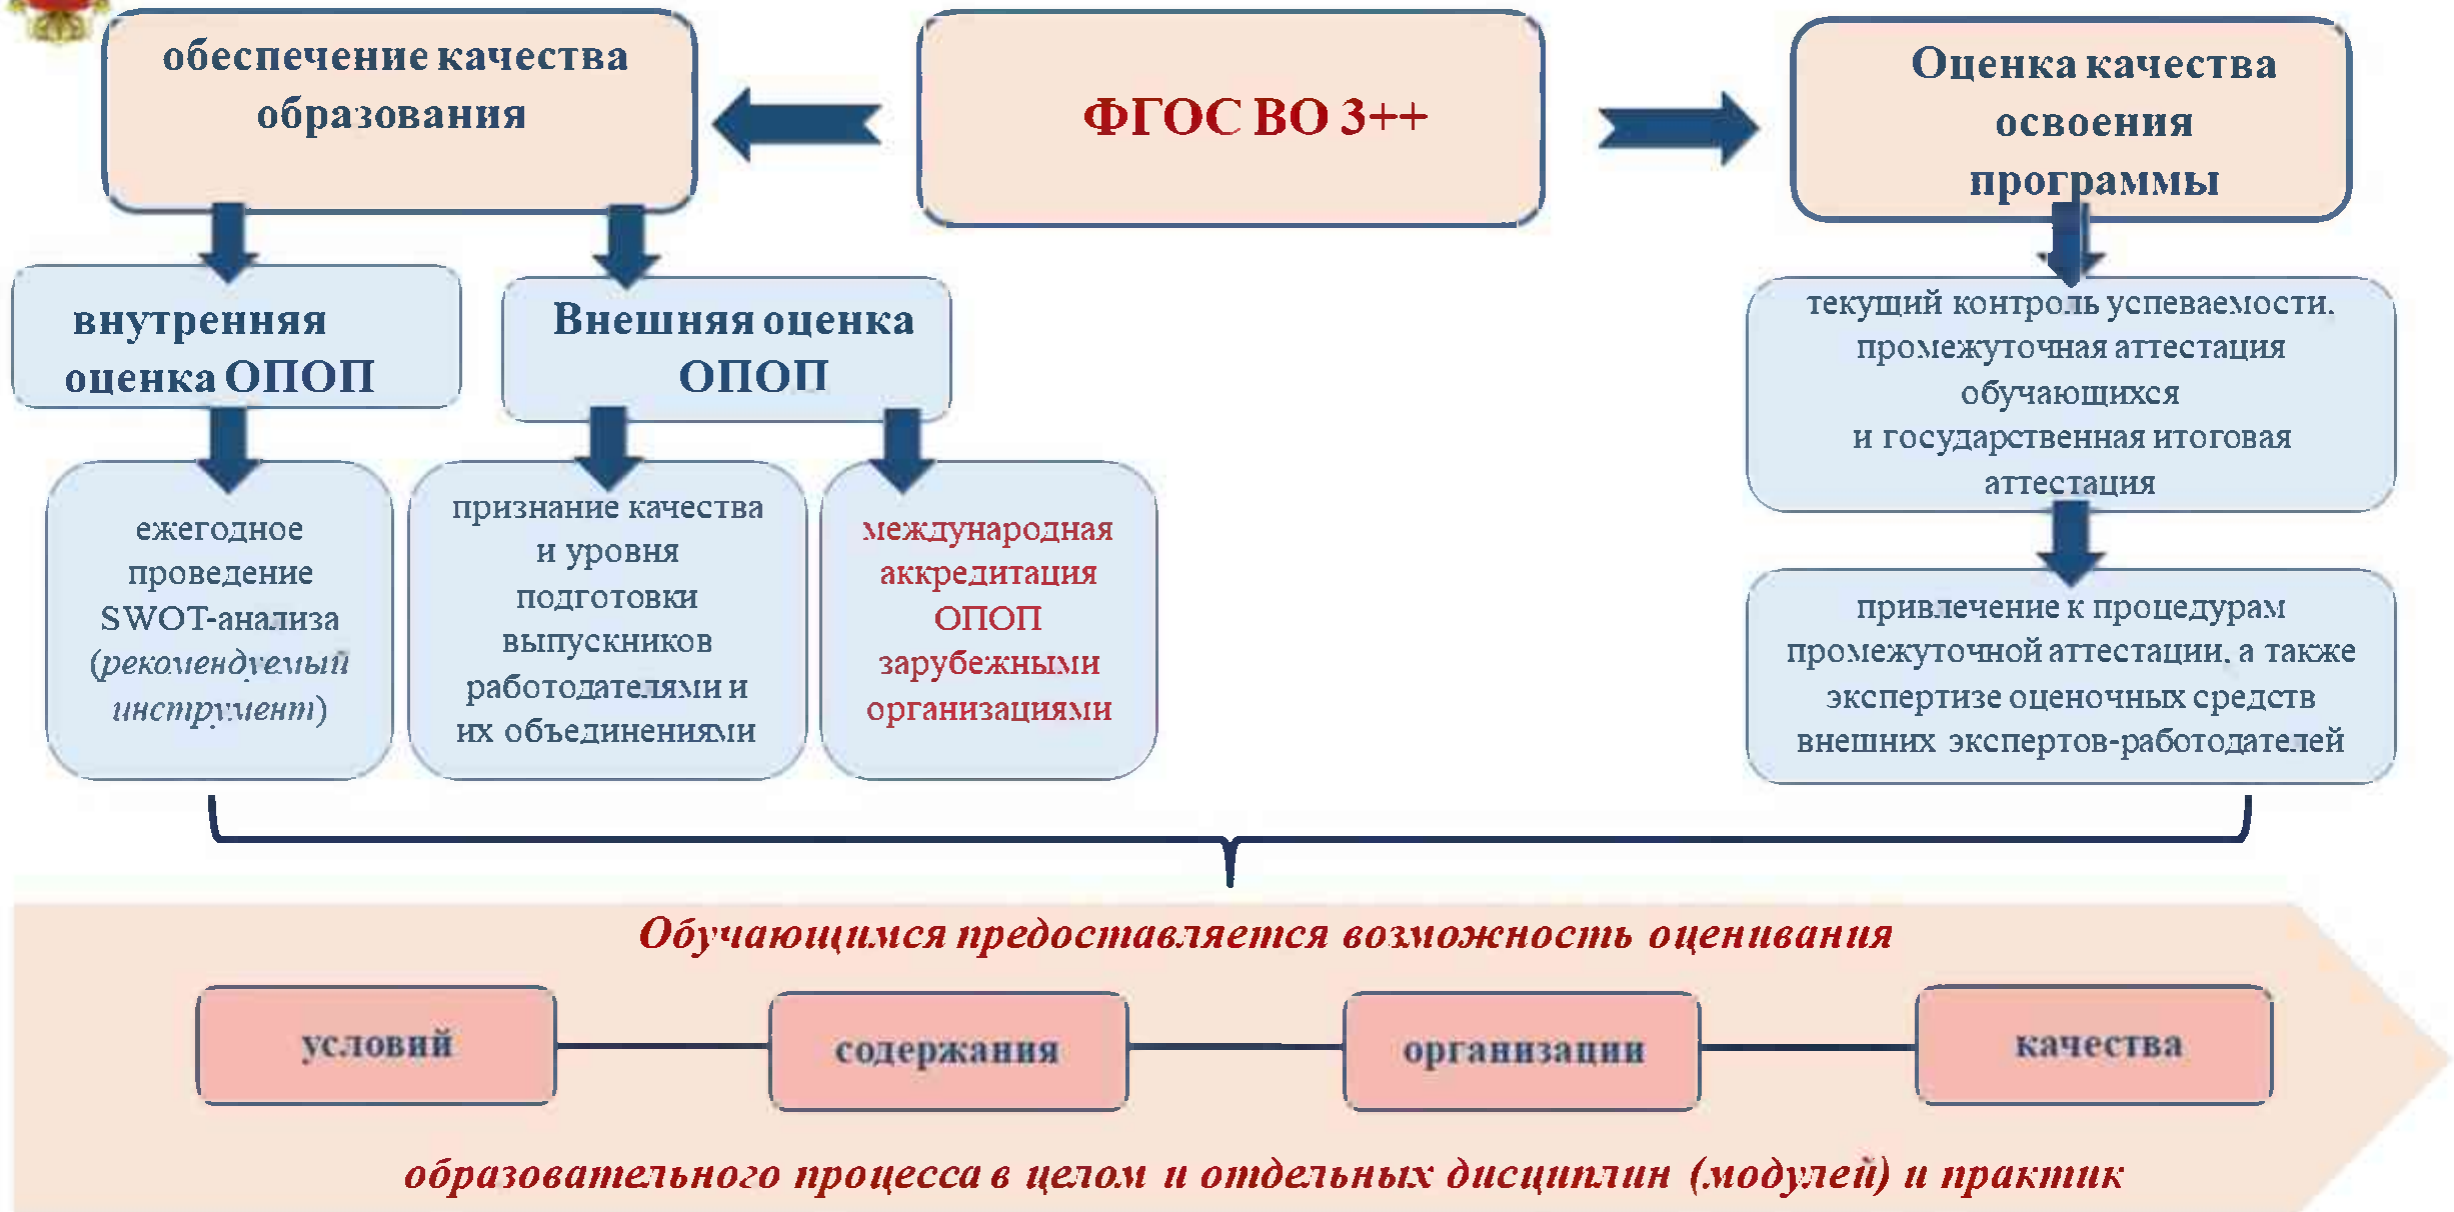 обеспечение качества
образования
ФГОС ВО 3++
Оценка качества
освоения
программы
внутренняя
оценка ОПОП
Внешняя оценка
ОПОП
текущий контроль успеваемости,
промежуточная аттестация
обучающихся
и государственная итоговая
аттестация
ежегодное
проведение
SWOT-анализа
(рекомендуемый
инструмент)
признание качества
и уровня
подготовки
выпускников
работодателями и
их объединениями
международная
аккредитация
ОПОП
зарубежными
организациями
привлечение к процедурам
промежуточной аттестации, а также
экспертизе оценочных средств
внешних экспертов-работодателей
Обучающимся предоставляется возможность оценивания
условий
содержания
организации
качества
образовательного процесса в целом и отдельных дисциплин (модулей) и практик